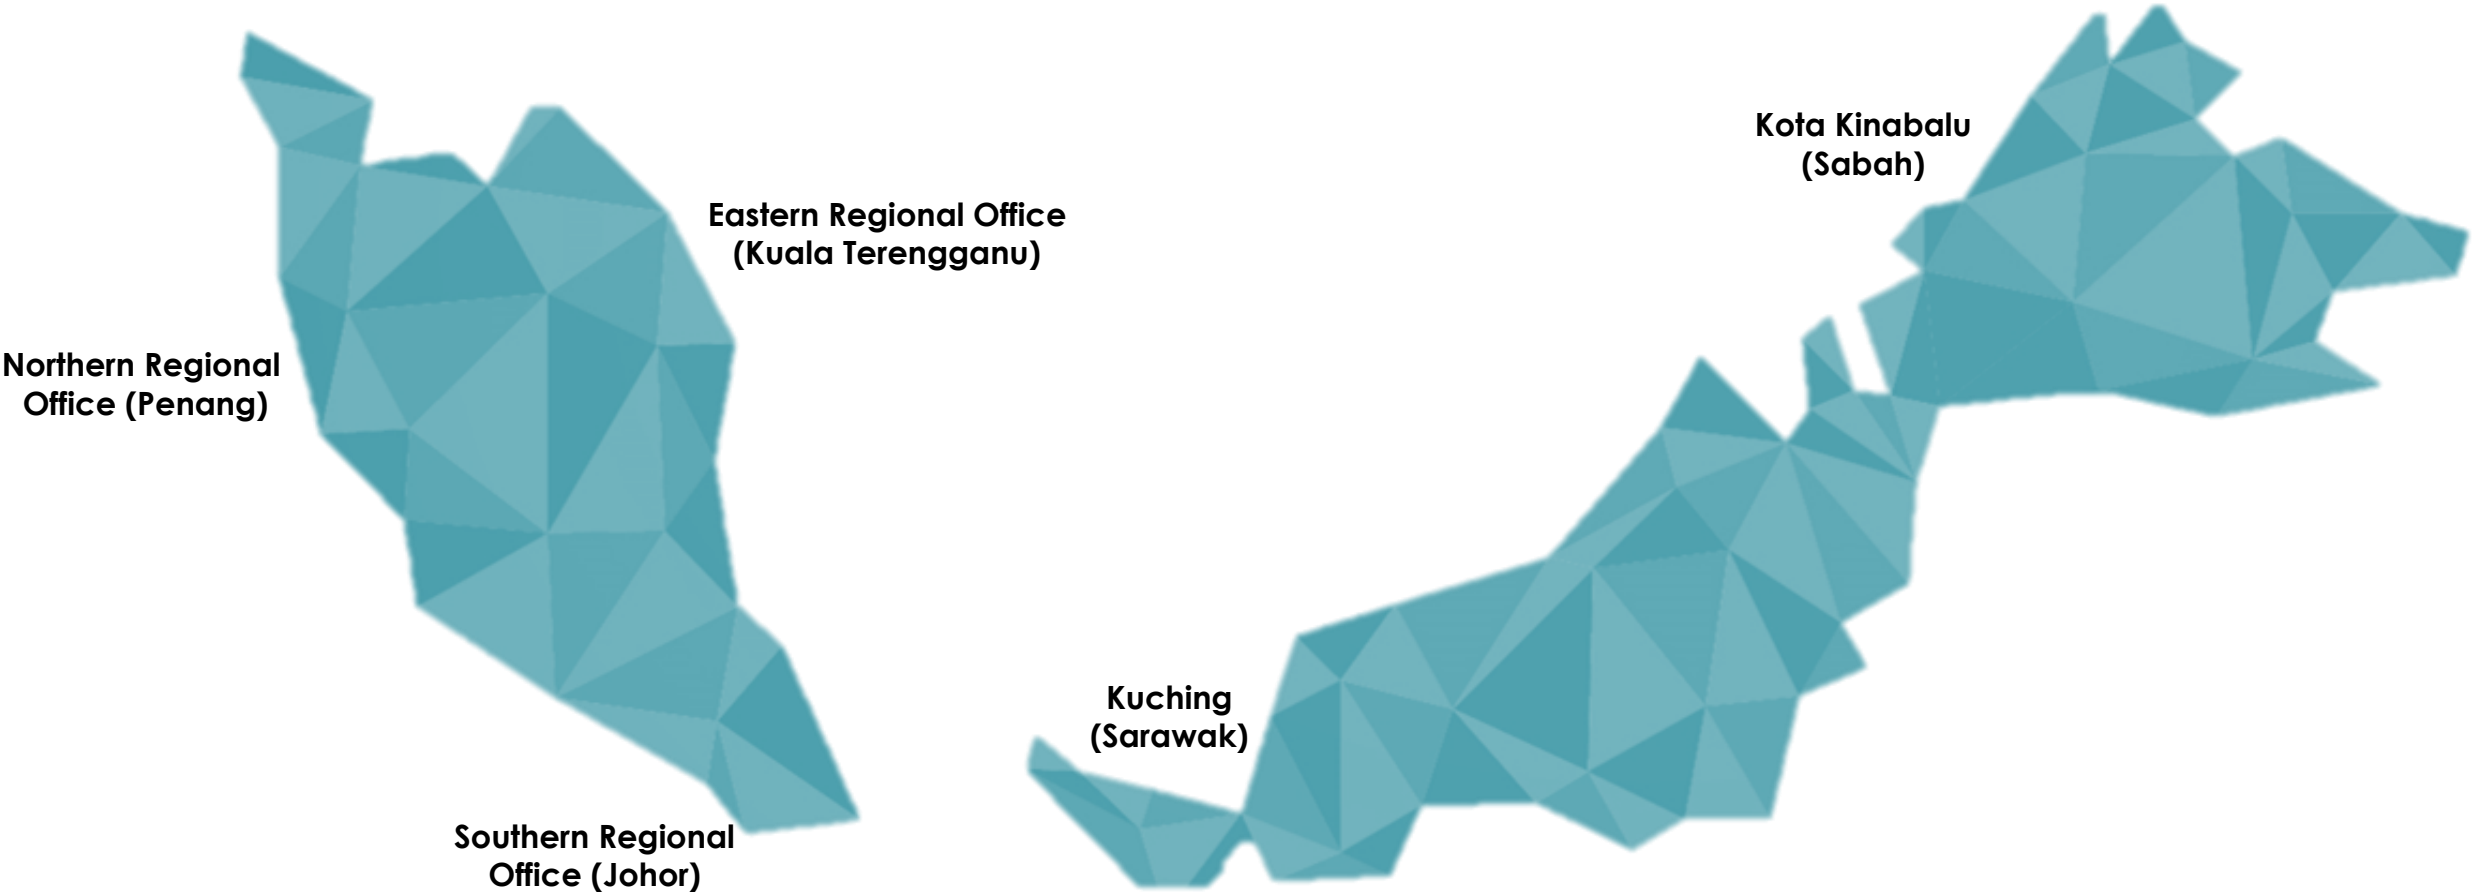 Kota Kinabalu
(Sabah)
Eastern Regional Office
(Kuala Terengganu)
Northern Regional
Office (Penang)
Kuching
(Sarawak)
Southern Regional
Office (Johor)